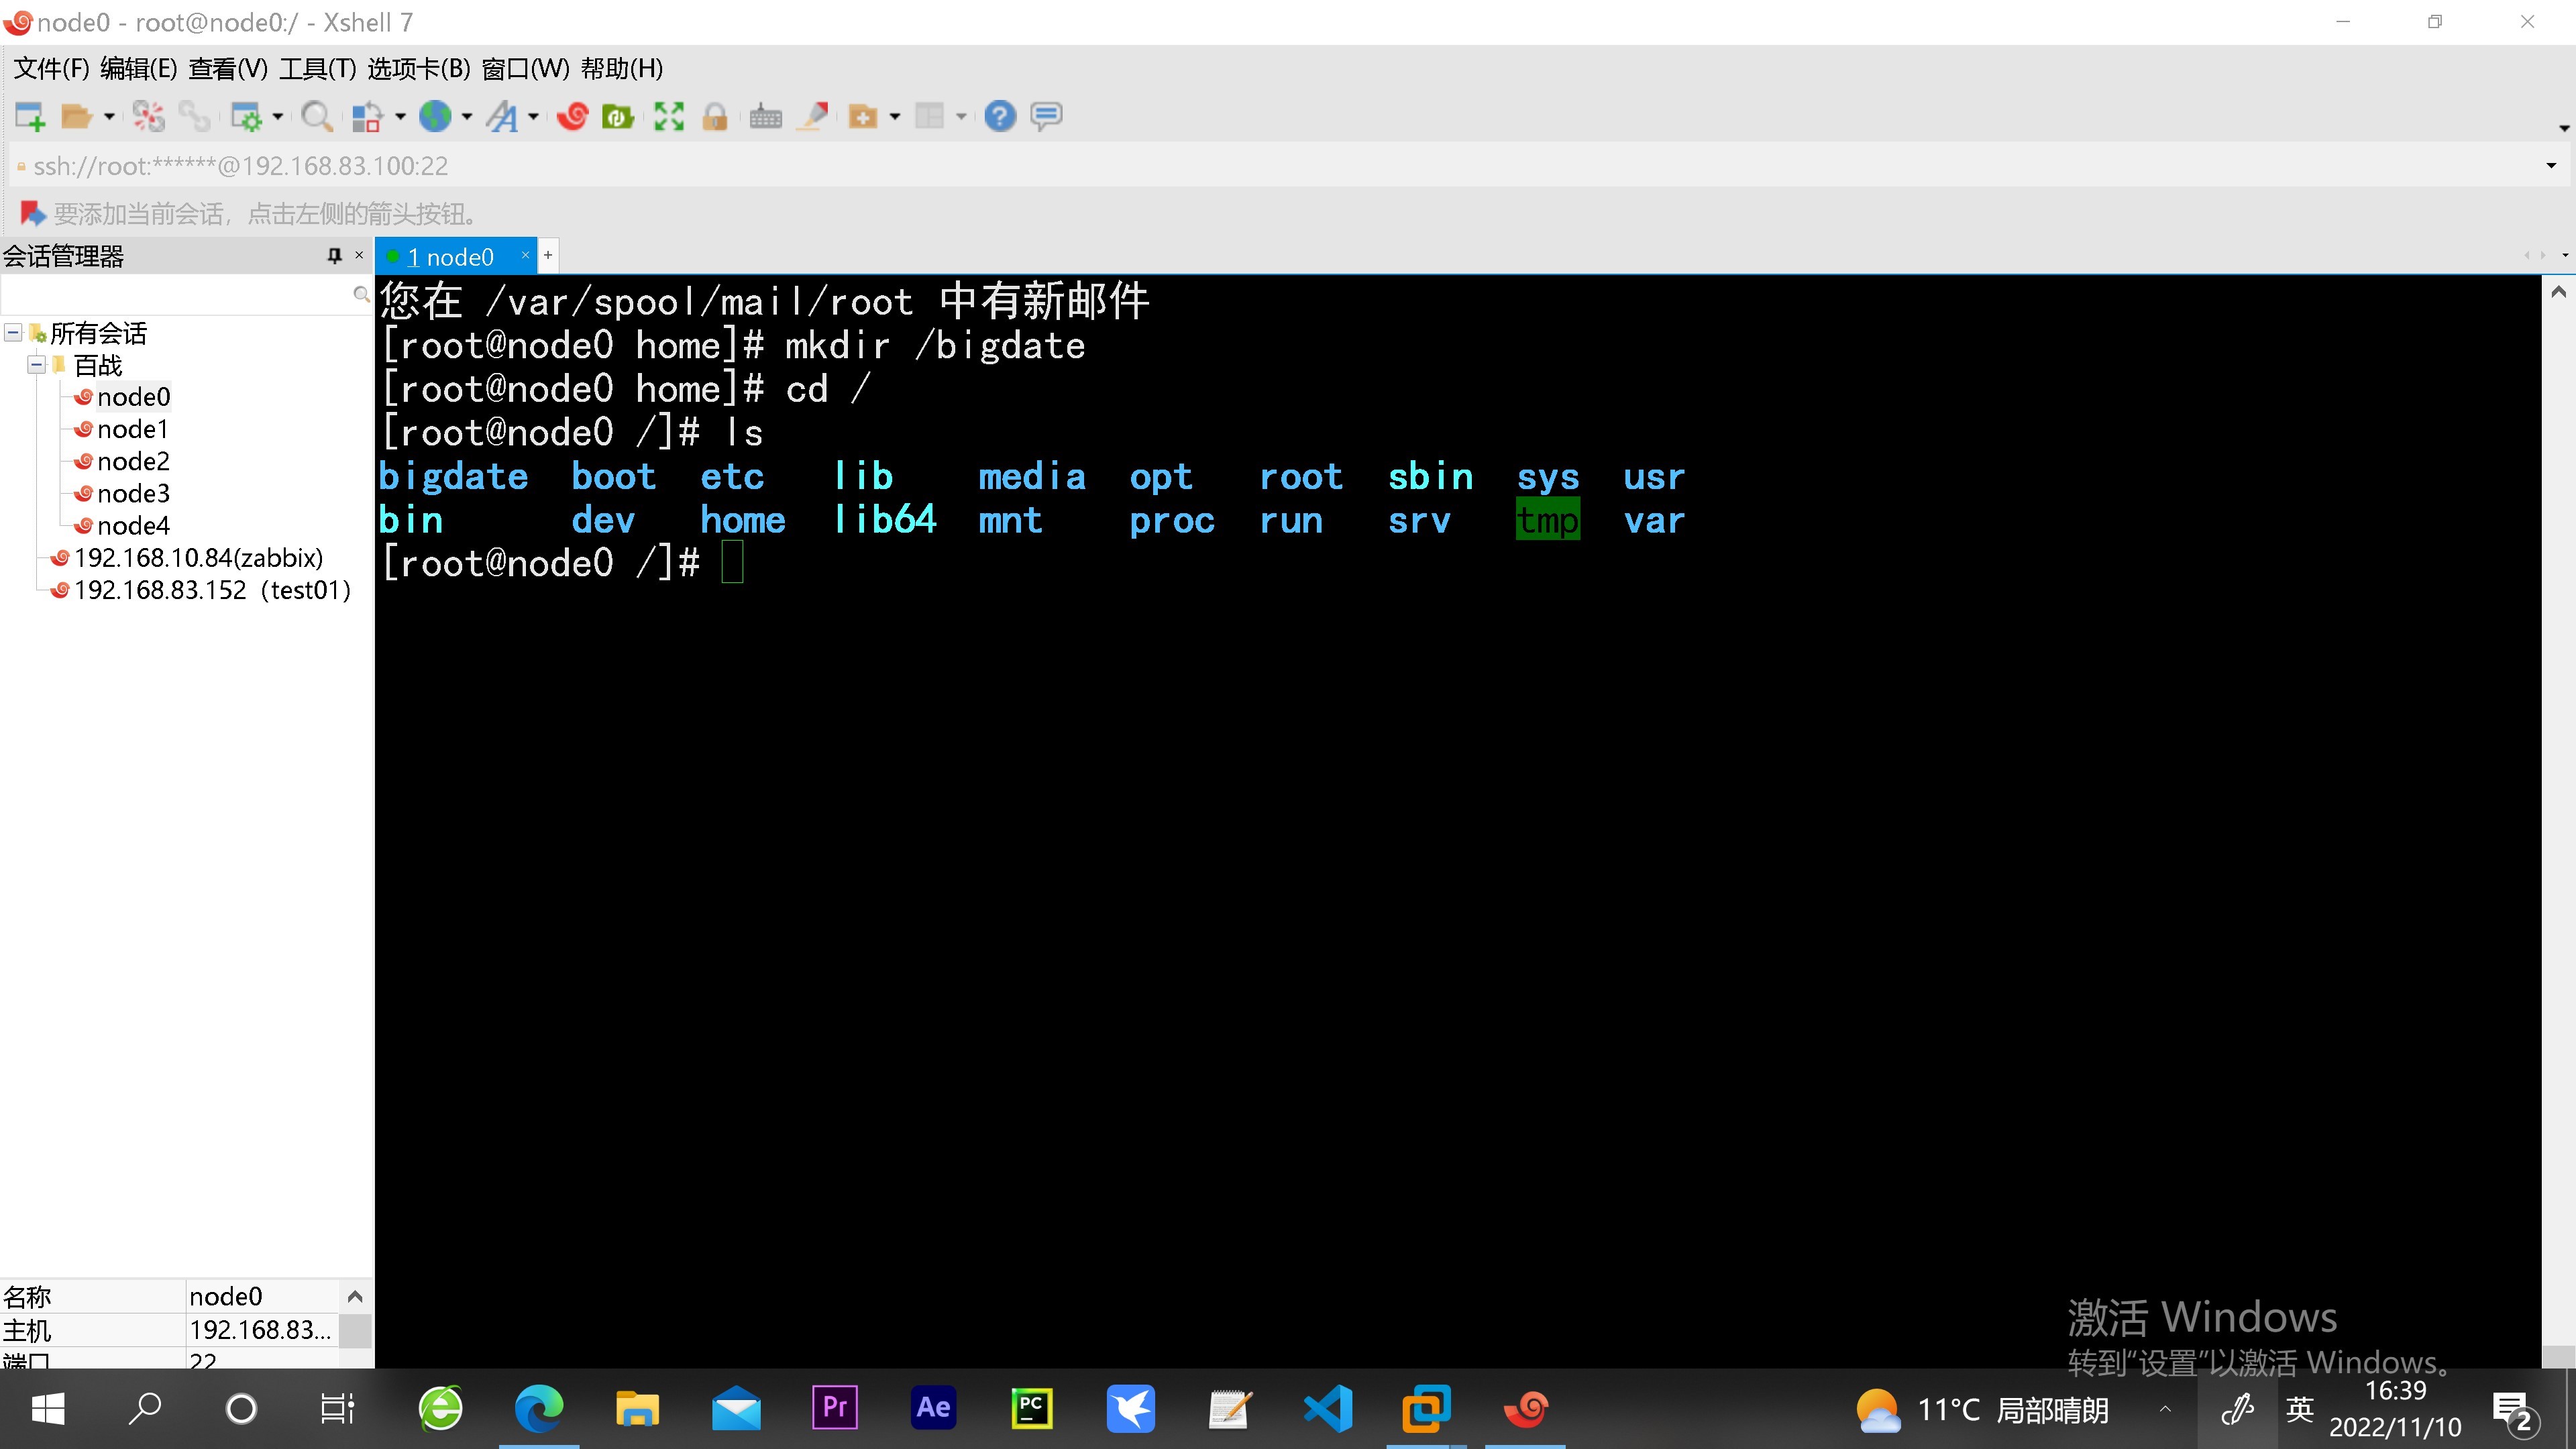 node0 - root@node0:/ - Xshell 7
文件(F) 编辑(E) 查看(V) 工具(T) 选项卡(B) 窗口(W) 帮助(H)
ssh://root:******@192.168.83.100:22
要添加当前会话，点击左侧的箭头按钮。
会话管理器
1 node0
所有会话
百战
node0
node1
node2
node3
node4
192.168.10.84(zabbix)
192.168.83.152（test01）
您在 /var/spool/mail/root 中有新邮件
[root@node0 home]# mkdir /bigdate
[root@node0 home]# cd /
[root@node0 /]# ls
bigdate boot etc lib media opt root sbin sys usr
bin dev home lib64 mnt proc run srv tmp var
[root@node0 /]#
名称 node0
主机 192.168.83...
端口 22
激活 Windows
转到“设置”以激活 Windows。
Pr
Ae
PC
11°C 局部晴朗
英
16:39
2022/11/10
2